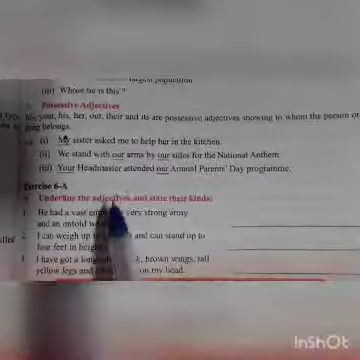 largest population
(iii) Whose tie is this?
Possessive Adjectives
My, your, his, her, our, their and its are possessive adjectives showing to whom the person or
thing belongs.
(i) My sister asked me to help her in the kitchen.
(ii) We stand with our arms by our sides for the National Anthem.
(iii) Your Headmaster attended our Annual Parents' Day programme.
Exercise 6-A
Underline the adjectives and state their kinds:
1. He had a vast very strong army
and an untold
2. I can weigh up and can stand up to
four feet in height
3. I have got a long brown wings, tall
yellow legs and on my head.
InShOt